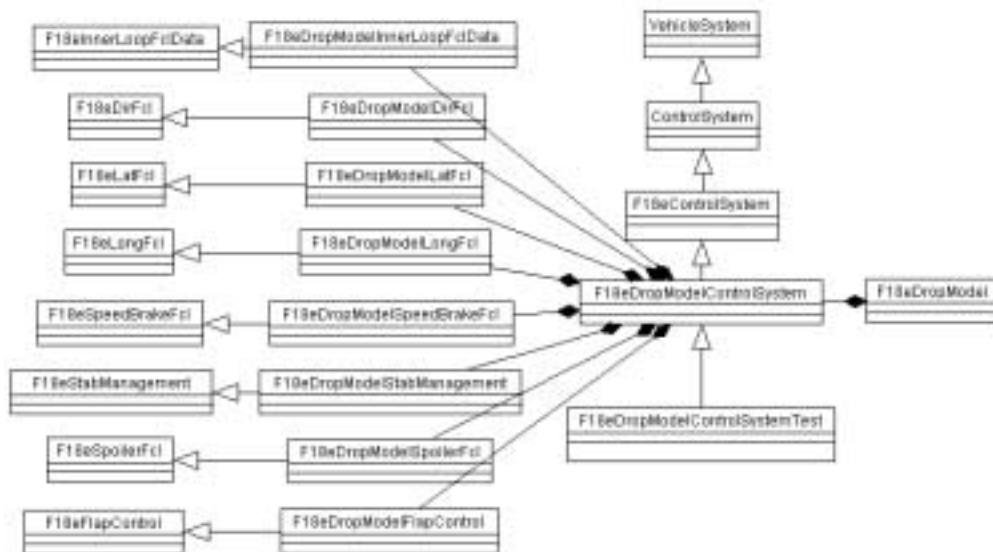 F18eInnerLoopFclData
F18eDropModelInnerLoopFclData
VehicleSystem
F18eDirFcl
F18eDropModelDirFcl
ControlSystem
F18eLatFcl
F18eDropModelLatFcl
F18eControlSystem
F18eLongFcl
F18eDropModelLongFcl
F18eDropModelControlSystem
F18eDropModel
F18eSpeedBrakeFcl
F18eDropModelSpeedBrakeFcl
F18eStabManagement
F18eDropModelStabManagement
F18eDropModelControlSystemTest
F18eSpoilerFcl
F18eDropModelSpoilerFcl
F18eFlapControl
F18eDropModelFlapControl